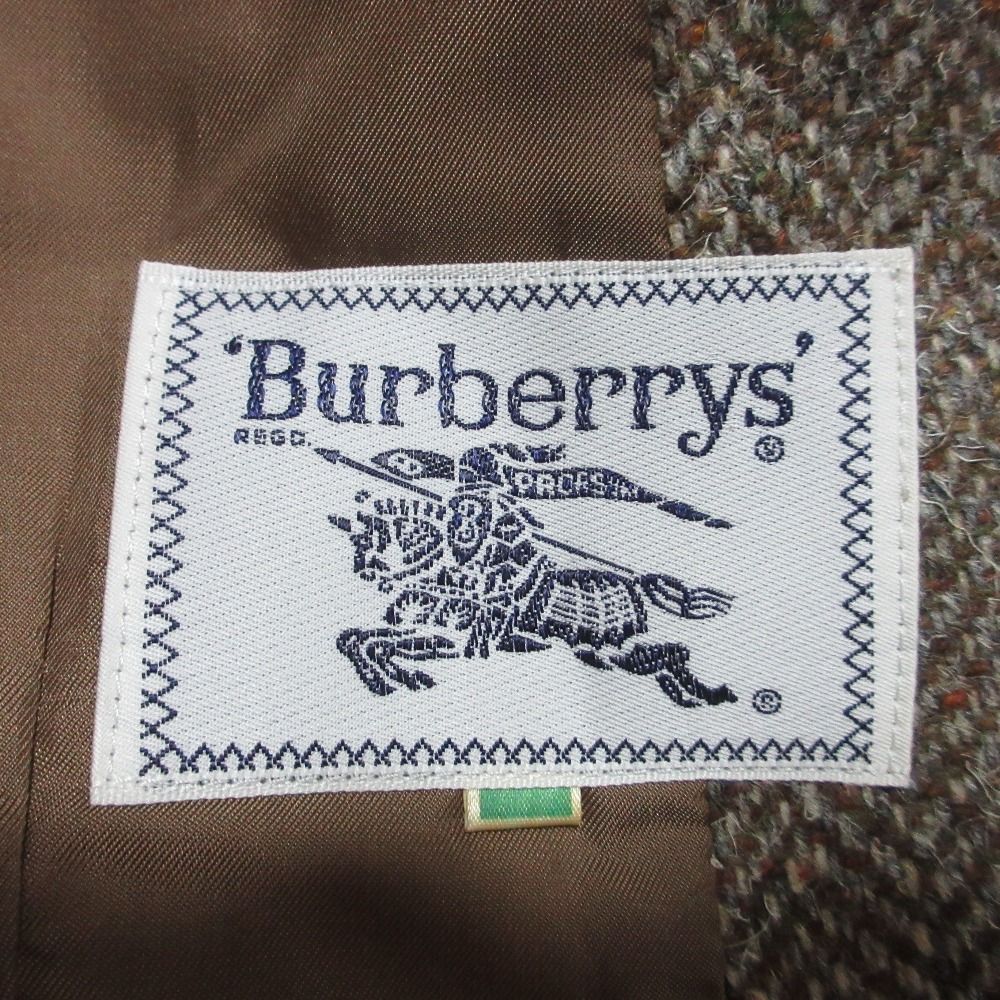 ‘Burberrys’
REGD. ®
PRORSUM
®